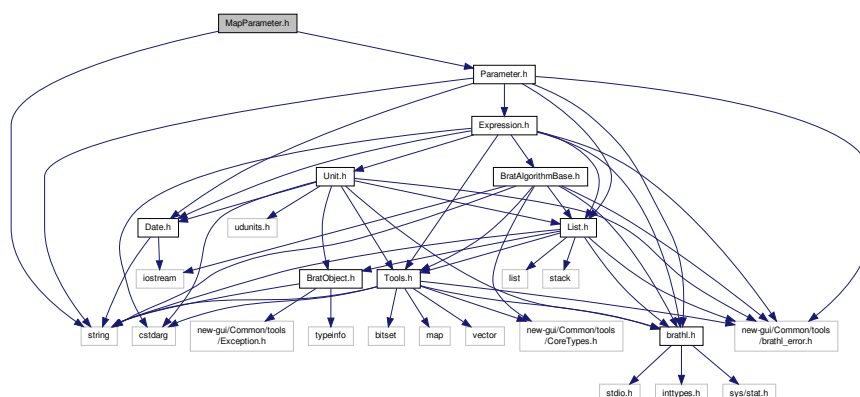 MapParameter.h
Parameter.h
Expression.h
Unit.h
BratAlgorithmBase.h
Date.h
udunits.h
List.h
iostream
BratObject.h
Tools.h
list
stack
string
cstdarg
new-gui/Common/tools
/Exception.h
typeinfo
bitset
map
vector
new-gui/Common/tools
/CoreTypes.h
brathl.h
new-gui/Common/tools
/brathl_error.h
stdio.h
inttypes.h
sys/stat.h